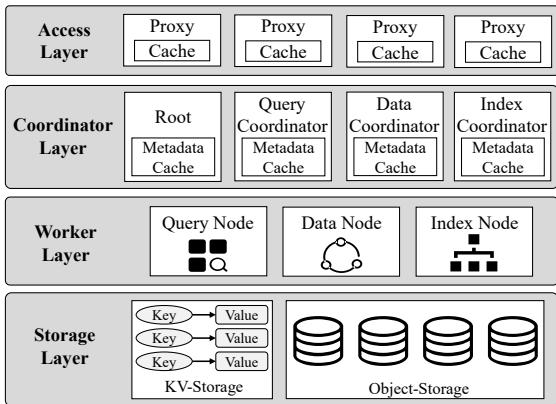 Access
Layer
Proxy
Cache
Proxy
Cache
Proxy
Cache
Proxy
Cache
Coordinator
Layer
Root
Metadata
Cache
Query
Coordinator
Metadata
Cache
Data
Coordinator
Metadata
Cache
Index
Coordinator
Metadata
Cache
Worker
Layer
Query Node
Data Node
Index Node
Storage
Layer
Key
Value
Key
Value
Key
Value
KV-Storage
Object-Storage